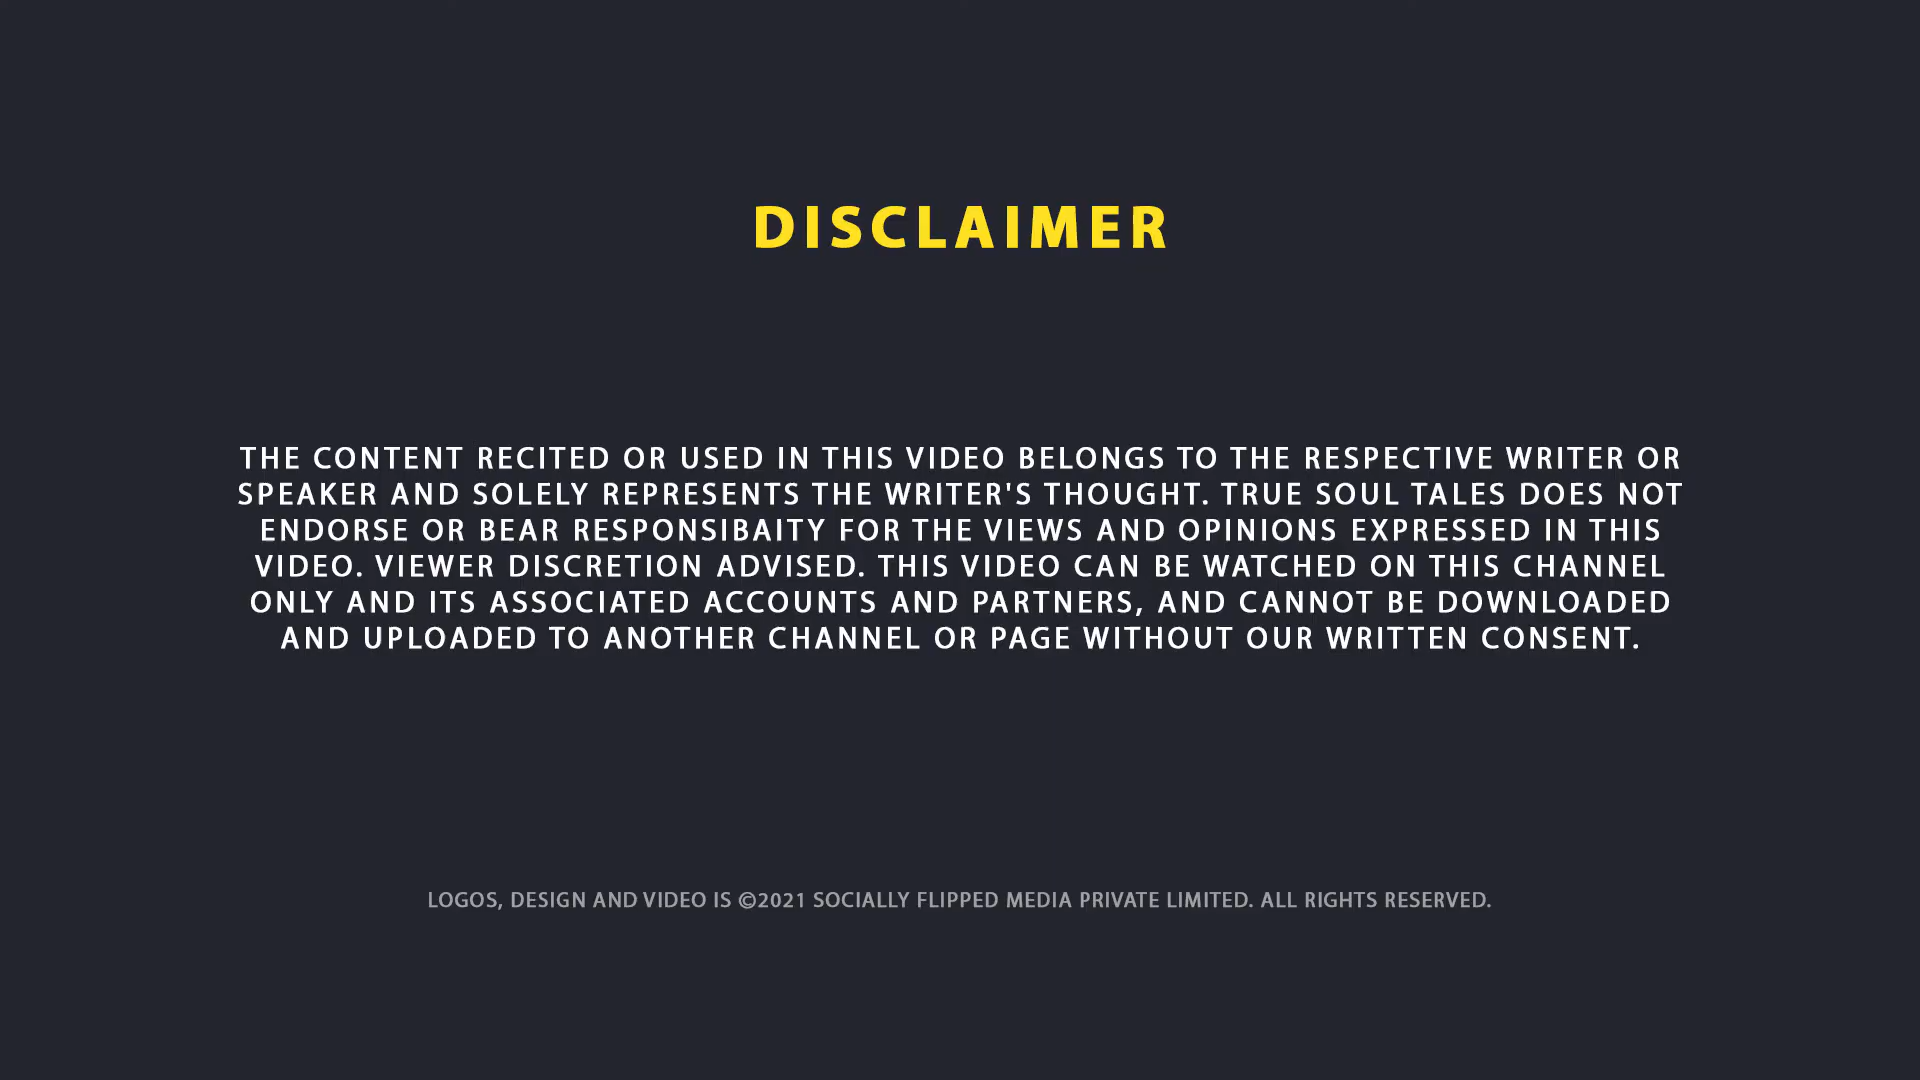 DISCLAIMER
THE CONTENT RECITED OR USED IN THIS VIDEO BELONGS TO THE RESPECTIVE WRITER OR
SPEAKER AND SOLELY REPRESENTS THE WRITER'S THOUGHT. TRUE SOUL TALES DOES NOT
ENDORSE OR BEAR RESPONSIBAITY FOR THE VIEWS AND OPINIONS EXPRESSED IN THIS
VIDEO. VIEWER DISCRETION ADVISED. THIS VIDEO CAN BE WATCHED ON THIS CHANNEL
ONLY AND ITS ASSOCIATED ACCOUNTS AND PARTNERS, AND CANNOT BE DOWNLOADED
AND UPLOADED TO ANOTHER CHANNEL OR PAGE WITHOUT OUR WRITTEN CONSENT.
LOGOS, DESIGN AND VIDEO IS ©2021 SOCIALLY FLIPPED MEDIA PRIVATE LIMITED. ALL RIGHTS RESERVED.